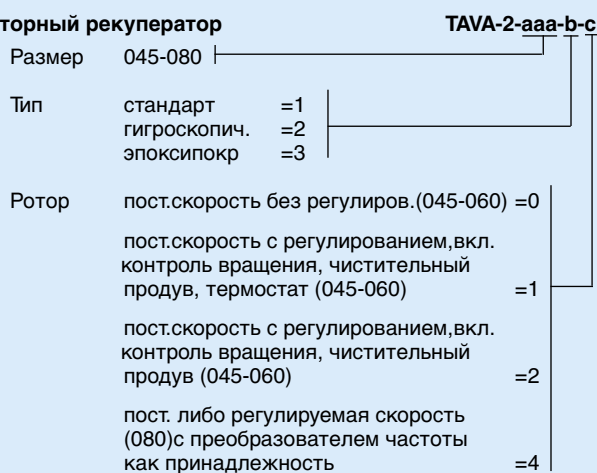 торный рекуператор TAVA-2-aaa-b-c
Размер 045-080
Тип стандарт =1
гигроскопич. =2
эпоксипокр =3
Ротор пост.скорость без регулиров.(045-060) =0
пост.скорость с регулированием,вкл.
контроль вращения, чистительный
продув, термостат (045-060) =1
пост.скорость с регулированием,вкл.
контроль вращения, чистительный
продув (045-060) =2
пост. либо регулируемая скорость
(080)с преобразователем частоты
как принадлежность =4